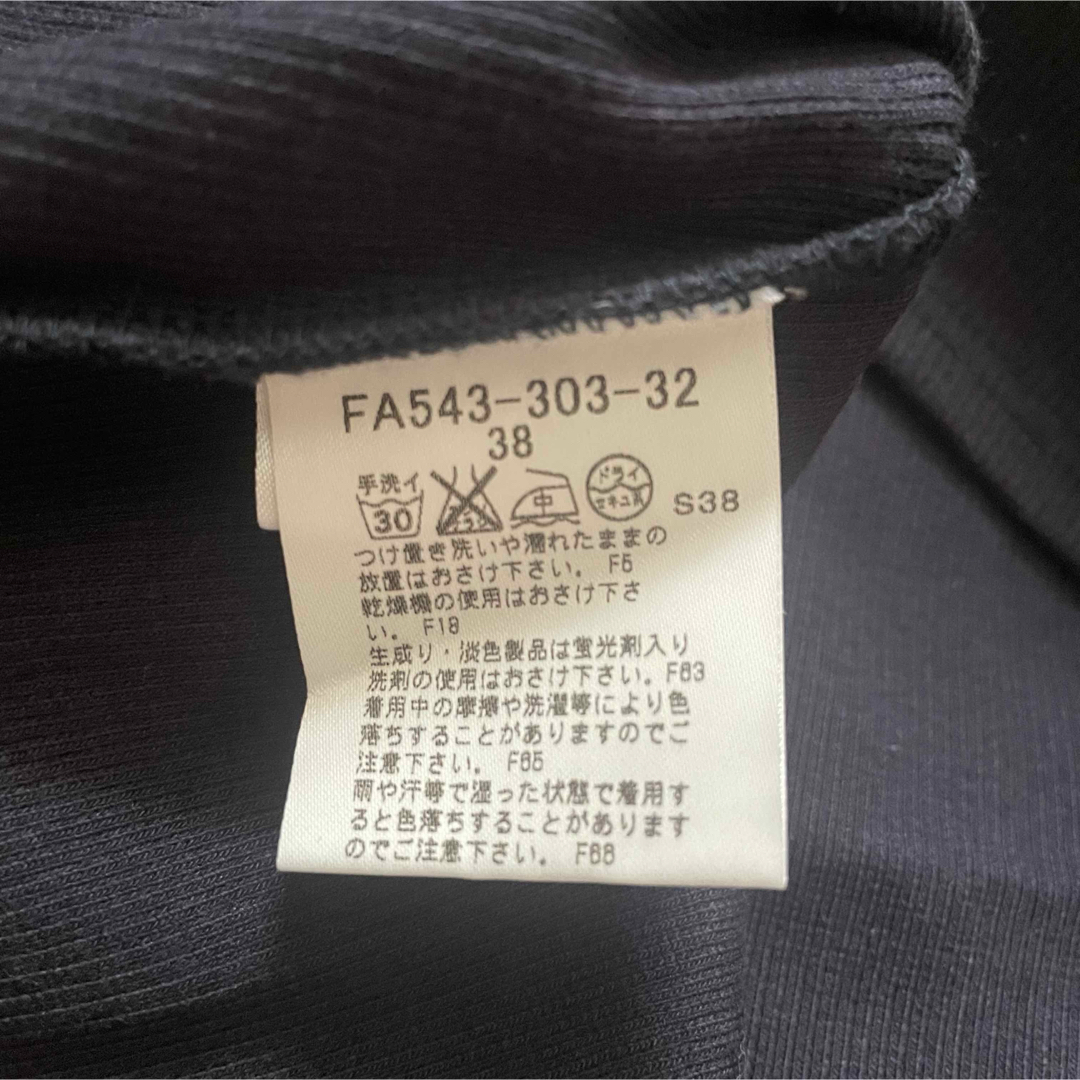 FA543-303-32
38
手洗イ
30
中
ドライ
セキユ系
S38
つけ置き洗いや濡れたままの
放置はおさけ下さい。 F5
乾燥機の使用はおさけ下さ
い。 F18
生成り・淡色製品は蛍光剤入り
洗剤の使用はおさけ下さい。F63
着用中の摩擦や洗濯等により色
落ちすることがありますのでご
注意下さい。 F65
雨や汗等で湿った状態で着用す
ると色落ちすることがあります
のでご注意下さい。 F66